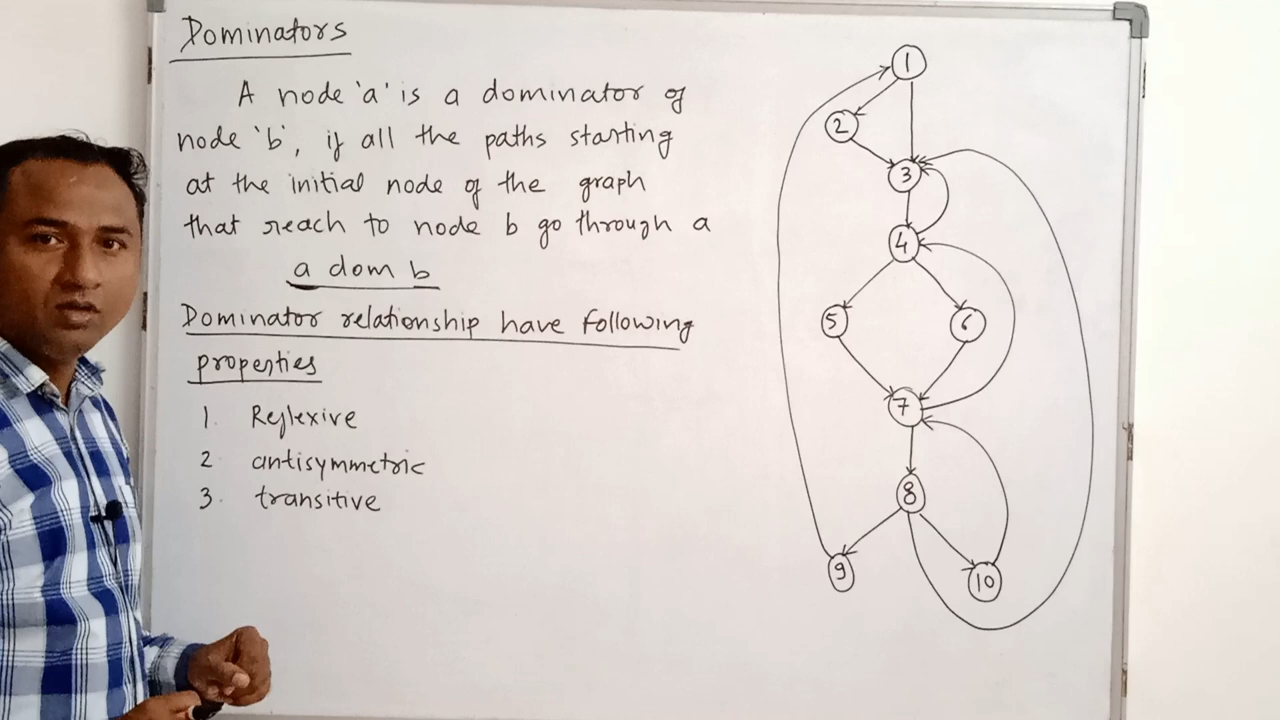 Dominators
A node 'a' is a dominator of
node 'b', if all the paths starting
at the initial node of the graph
that reach to node b go through a
a dom b
Dominator relationship have following
properties
1. Reflexive
2 antisymmetric
3. transitive
1
2
3
4
5 6
7
8
9 10